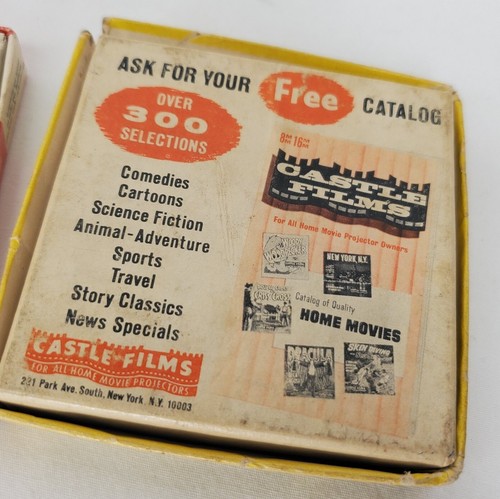 ASK FOR YOUR Free CATALOG
OVER
300
SELECTIONS
Comedies
Cartoons
Science Fiction
Animal-Adventure
Sports
Travel
Story Classics
News Specials
CASTLE FILMS
FOR ALL HOME MOVIE PROJECTORS
221 Park Ave. South, New York N.Y. 10003
8MM 16MM
CASTLE
FILMS
For All Home Movie Projector Owners
NEW YORK, N.Y.
Catalog of Quality
HOME MOVIES
DRACULA
SKY DIVING